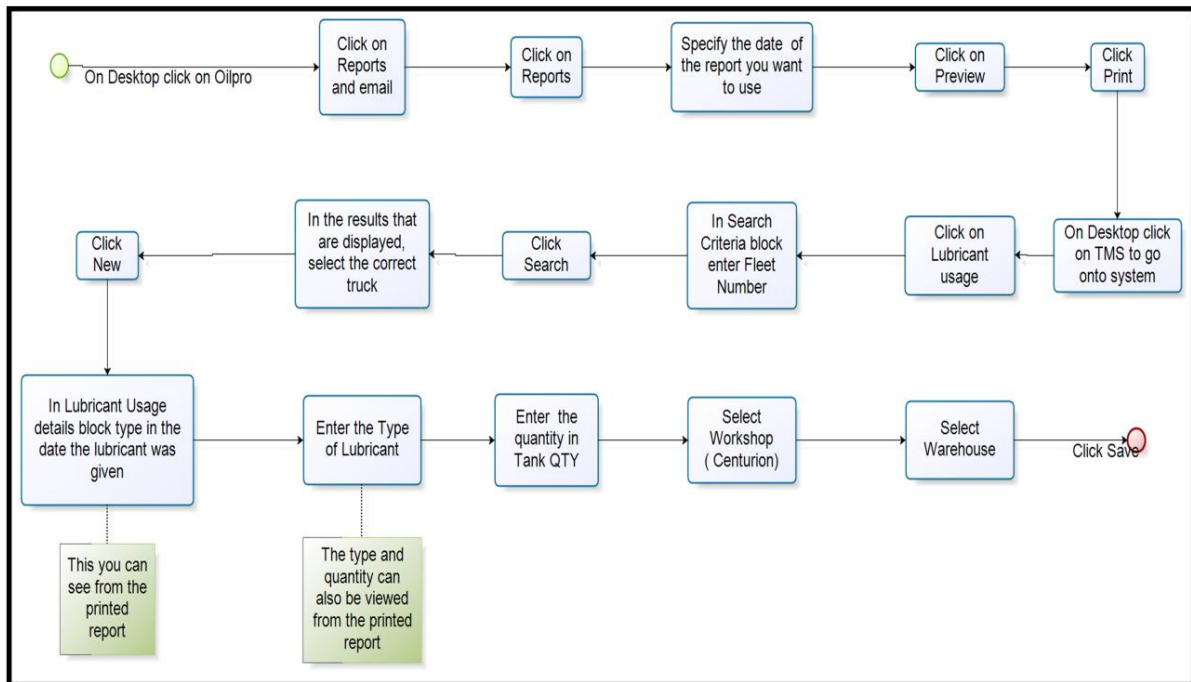 On Desktop click on Oilpro
Click on
Reports
and email
Click on
Reports
Specify the date of
the report you want
to use
Click on
Preview
Click
Print
On Desktop click
on TMS to go
onto system
Click on
Lubricant
usage
In Search
Criteria block
enter Fleet
Number
Click
Search
In the results that
are displayed,
select the correct
truck
Click
New
In Lubricant Usage
details block type in the
date the lubricant was
given
This you can
see from the
printed
report
Enter the Type
of Lubricant
The type and
quantity can
also be viewed
from the printed
report
Enter the
quantity in
Tank QTY
Select
Workshop
( Centurion)
Select
Warehouse
Click Save